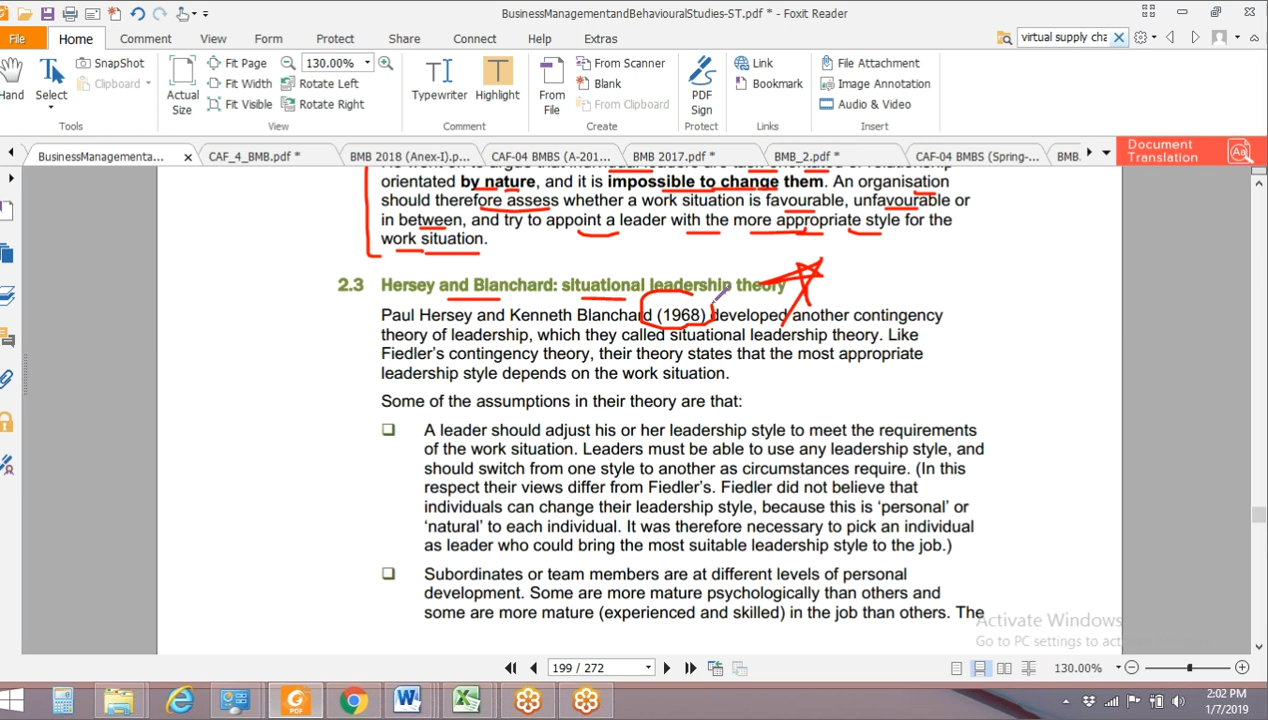 BusinessManagementandBehaviouralStudies-ST.pdf * - Foxit Reader
File Home Comment View Form Protect Share Connect Help Extras
virtual supply cha
Hand
Select
SnapShot
Clipboard
Tools
Actual Size
Fit Page
Fit Width
Fit Visible
130.00%
Rotate Left
Rotate Right
View
Typewriter
Highlight
Comment
From File
From Scanner
Blank
From Clipboard
Create
PDF Sign
Protect
Link
Bookmark
Links
File Attachment
Image Annotation
Audio & Video
Insert
BusinessManagementa... CAF_4_BMB.pdf * BMB 2018 (Anex-I).p... CAF-04 BMBS (A-201... BMB 2017.pdf * BMB_2.pdf * CAF-04 BMBS (Spring-... BMB.
Document Translation
orientated by nature, and it is impossible to change them. An organisation
should therefore assess whether a work situation is favourable, unfavourable or
in between, and try to appoint a leader with the more appropriate style for the
work situation.
2.3 Hersey and Blanchard: situational leadership theory
Paul Hersey and Kenneth Blanchard (1968) developed another contingency
theory of leadership, which they called situational leadership theory. Like
Fiedler's contingency theory, their theory states that the most appropriate
leadership style depends on the work situation.
Some of the assumptions in their theory are that:
❑ A leader should adjust his or her leadership style to meet the requirements
of the work situation. Leaders must be able to use any leadership style, and
should switch from one style to another as circumstances require. (In this
respect their views differ from Fiedler's. Fiedler did not believe that
individuals can change their leadership style, because this is 'personal' or
'natural' to each individual. It was therefore necessary to pick an individual
as leader who could bring the most suitable leadership style to the job.)
❑ Subordinates or team members are at different levels of personal
development. Some are more mature psychologically than others and
some are more mature (experienced and skilled) in the job than others. The
Activate Windows
Go to PC settings to act
199 / 272
130.00%
2:02 PM
1/7/2019